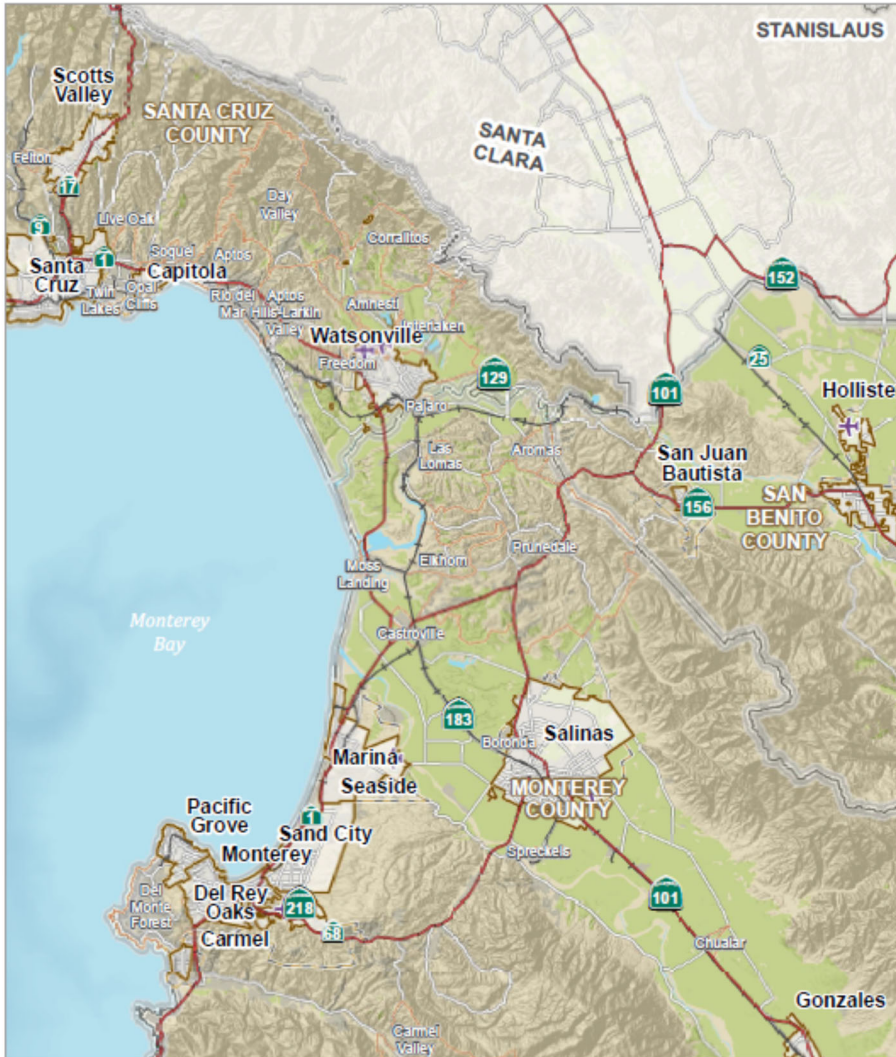 STANISLAUS
Scotts
Valley
SANTA CRUZ
COUNTY
SANTA
CLARA
Felton
17
Day
Valley
9
Live Oak
Corralitos
1
Soquel
Aptos
Santa
Cruz
Capitola
152
Twin
Lakes
Opal
Cliffs
Rio del
Mar
Aptos
Hills-Larkin
Valley
Amnesti
Watsonville
Interlaken
25
Freedom
129
101
Holliste
Pajaro
Las
Lomas
Aromas
San Juan
Bautista
156
SAN
BENITO
COUNTY
Moss
Landing
Elkhorn
Prunedale
Monterey
Bay
Castroville
183
Salinas
Boronda
Marina
Seaside
MONTEREY
COUNTY
Pacific
Grove
1
Sand City
Monterey
Spreckels
Del
Monte
Forest
Del Rey
Oaks
218
101
68
Carmel
Chualar
Gonzales
Carmel
Valley